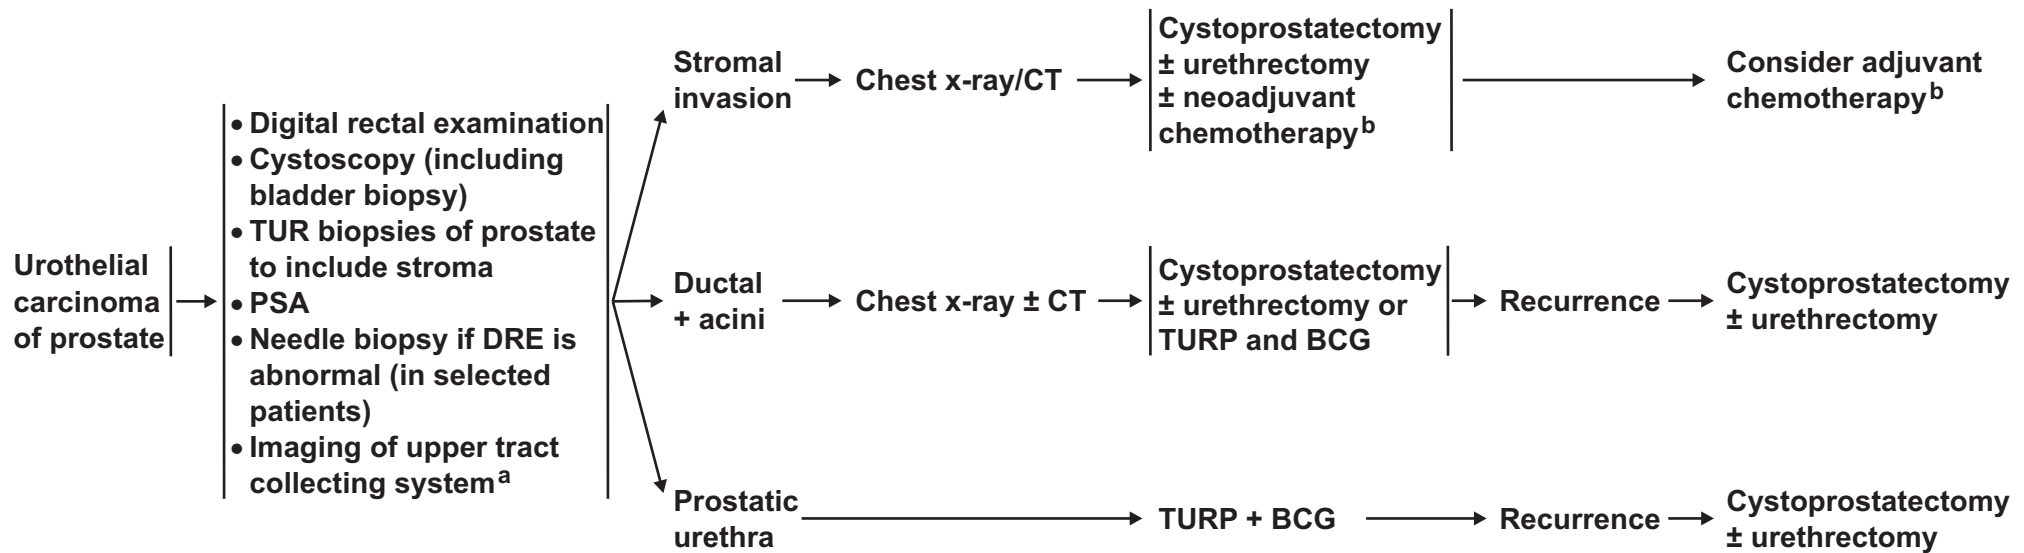 Urothelial
carcinoma
of prostate
• Digital rectal examination
• Cystoscopy (including
bladder biopsy)
• TUR biopsies of prostate
to include stroma
• PSA
• Needle biopsy if DRE is
abnormal (in selected
patients)
• Imaging of upper tract
collecting system a
Stromal
invasion
Chest x-ray/CT
Cystoprostatectomy
± urethrectomy
± neoadjuvant
chemotherapy b
Consider adjuvant
chemotherapy b
Ductal
+ acini
Chest x-ray ± CT
Cystoprostatectomy
± urethrectomy or
TURP and BCG
Recurrence
Cystoprostatectomy
± urethrectomy
Prostatic
urethra
TURP + BCG
Recurrence
Cystoprostatectomy
± urethrectomy